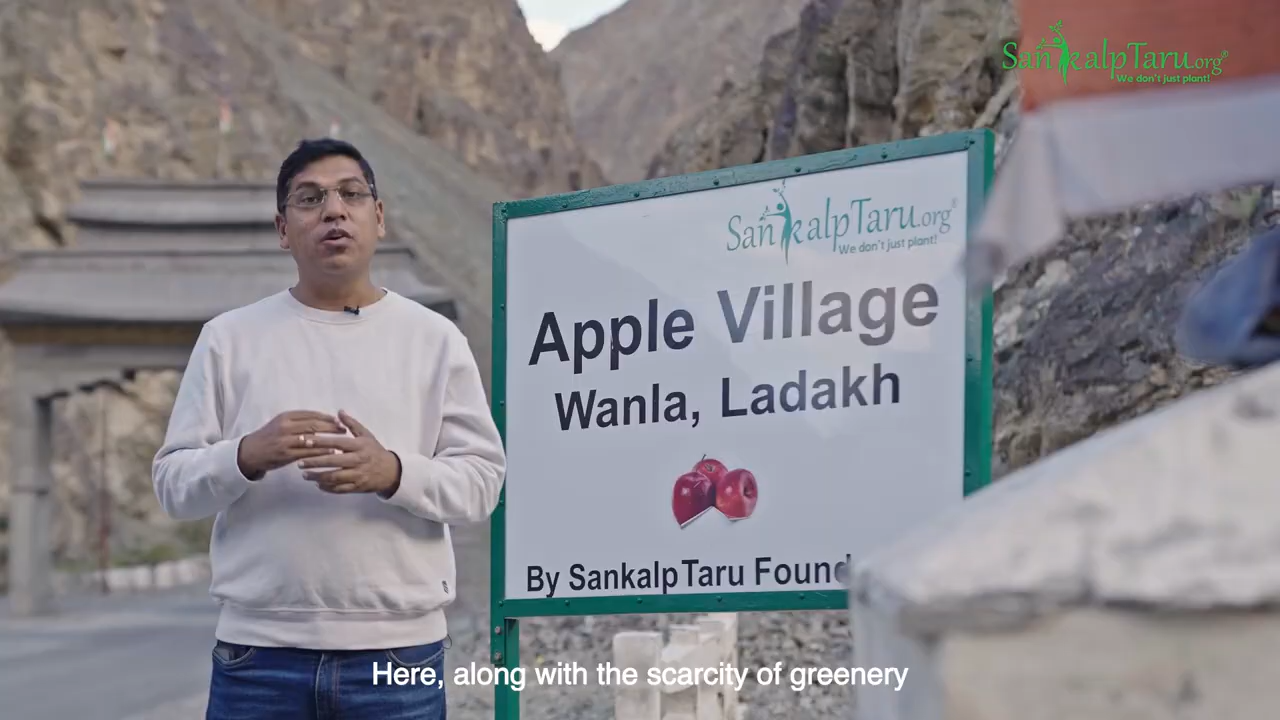 SankalpTaru.org®
We don't just plant!
SankalpTaru.org®
We don't just plant!
Apple Village
Wanla, Ladakh
By SankalpTaru Found
Here, along with the scarcity of greenery